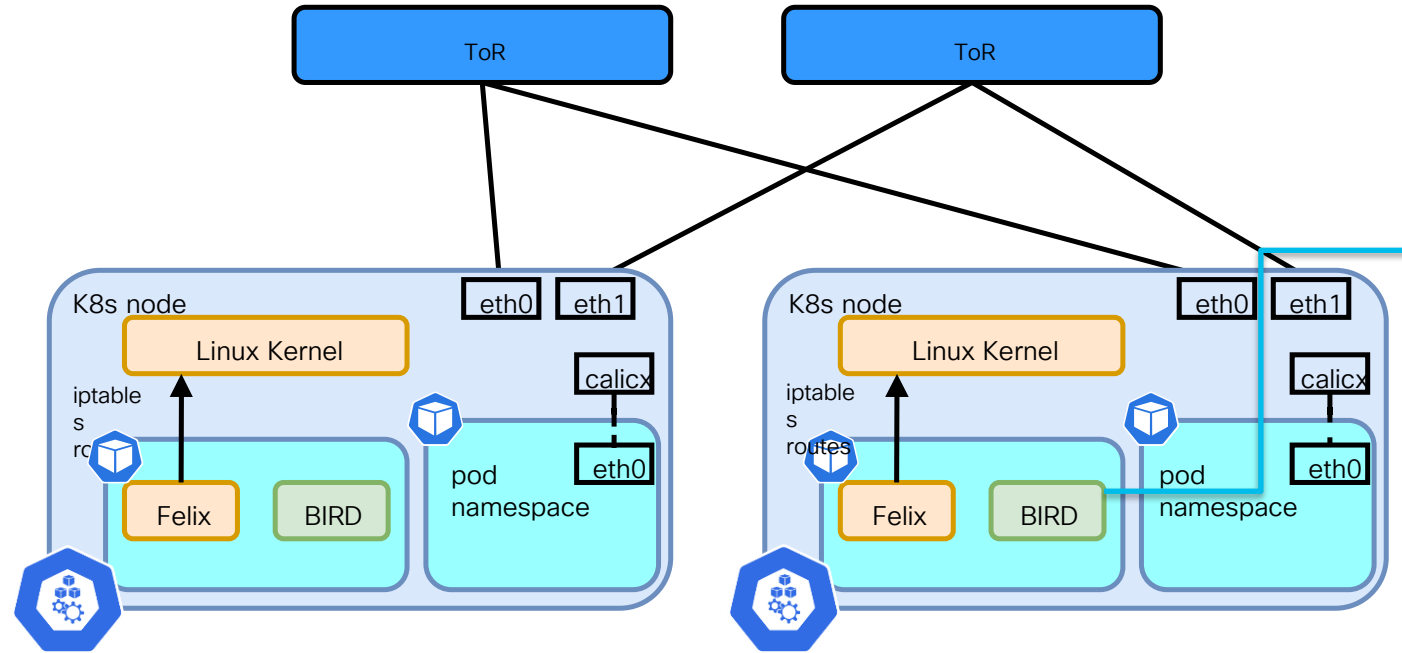 ToR
ToR
K8s node
eth0
eth1
Linux Kernel
calicx
iptable
s
eth0
pod
namespace
Felix
BIRD
K8s node
eth0
eth1
Linux Kernel
calicx
iptable
s
routes
eth0
pod
namespace
Felix
BIRD